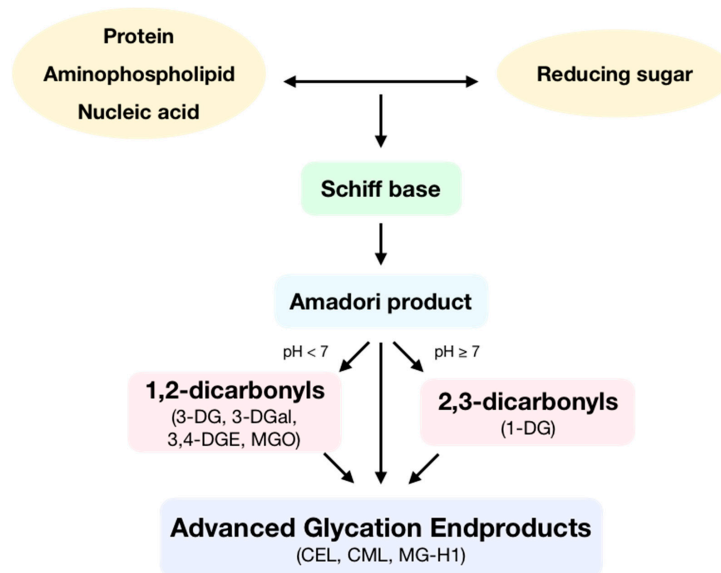 Protein
Aminophospholipid
Nucleic acid
Reducing sugar
Schiff base
Amadori product
pH < 7
pH ≥ 7
1,2-dicarbonyls
(3-DG, 3-DGal,
3,4-DGE, MGO)
2,3-dicarbonyls
(1-DG)
Advanced Glycation Endproducts
(CEL, CML, MG-H1)